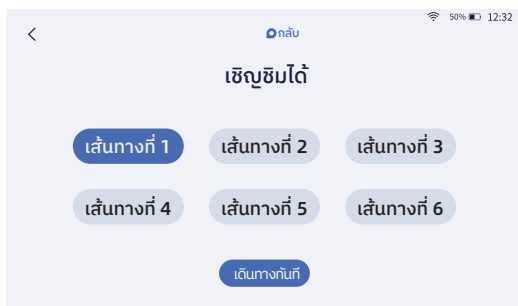 50% 12:32
กลับ
เชิญชิมได้
เส้นทางที่ 1 เส้นทางที่ 2 เส้นทางที่ 3
เส้นทางที่ 4 เส้นทางที่ 5 เส้นทางที่ 6
เดินทางทันที